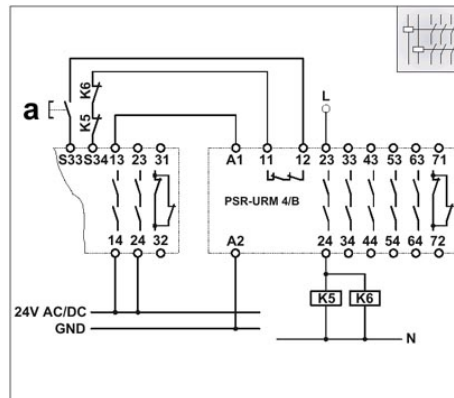 a
K6
K5
L
S33 S34 13 23 31
A1 11 12 23 33 43 53 63 71
PSR-URM 4/B
14 24 32
A2 24 34 44 54 64 72
24V AC/DC
GND
K5 K6
N